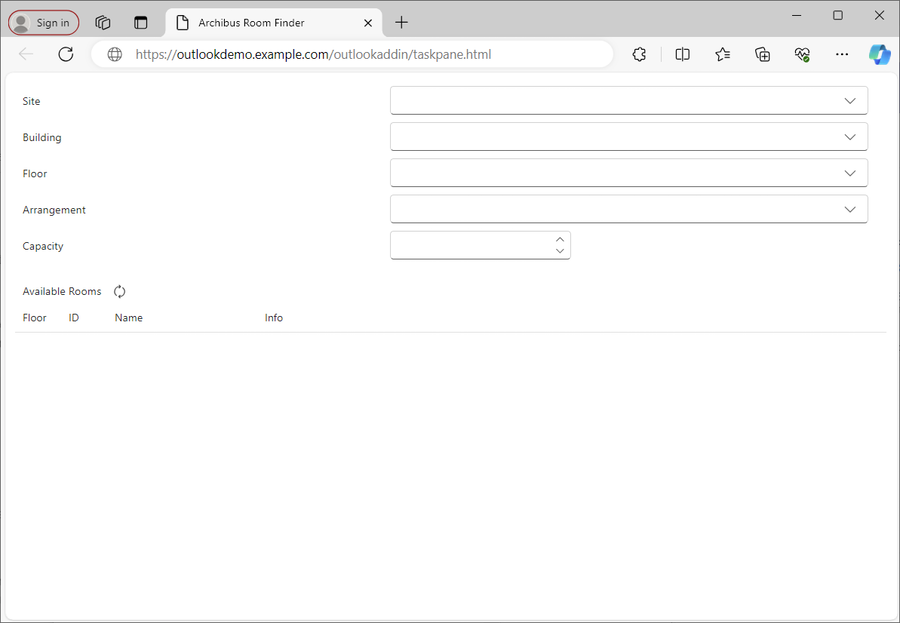 Sign in
Archibus Room Finder
https://outlookdemo.example.com/outlookaddin/taskpane.html
Site
Building
Floor
Arrangement
Capacity
Available Rooms
Floor ID Name Info